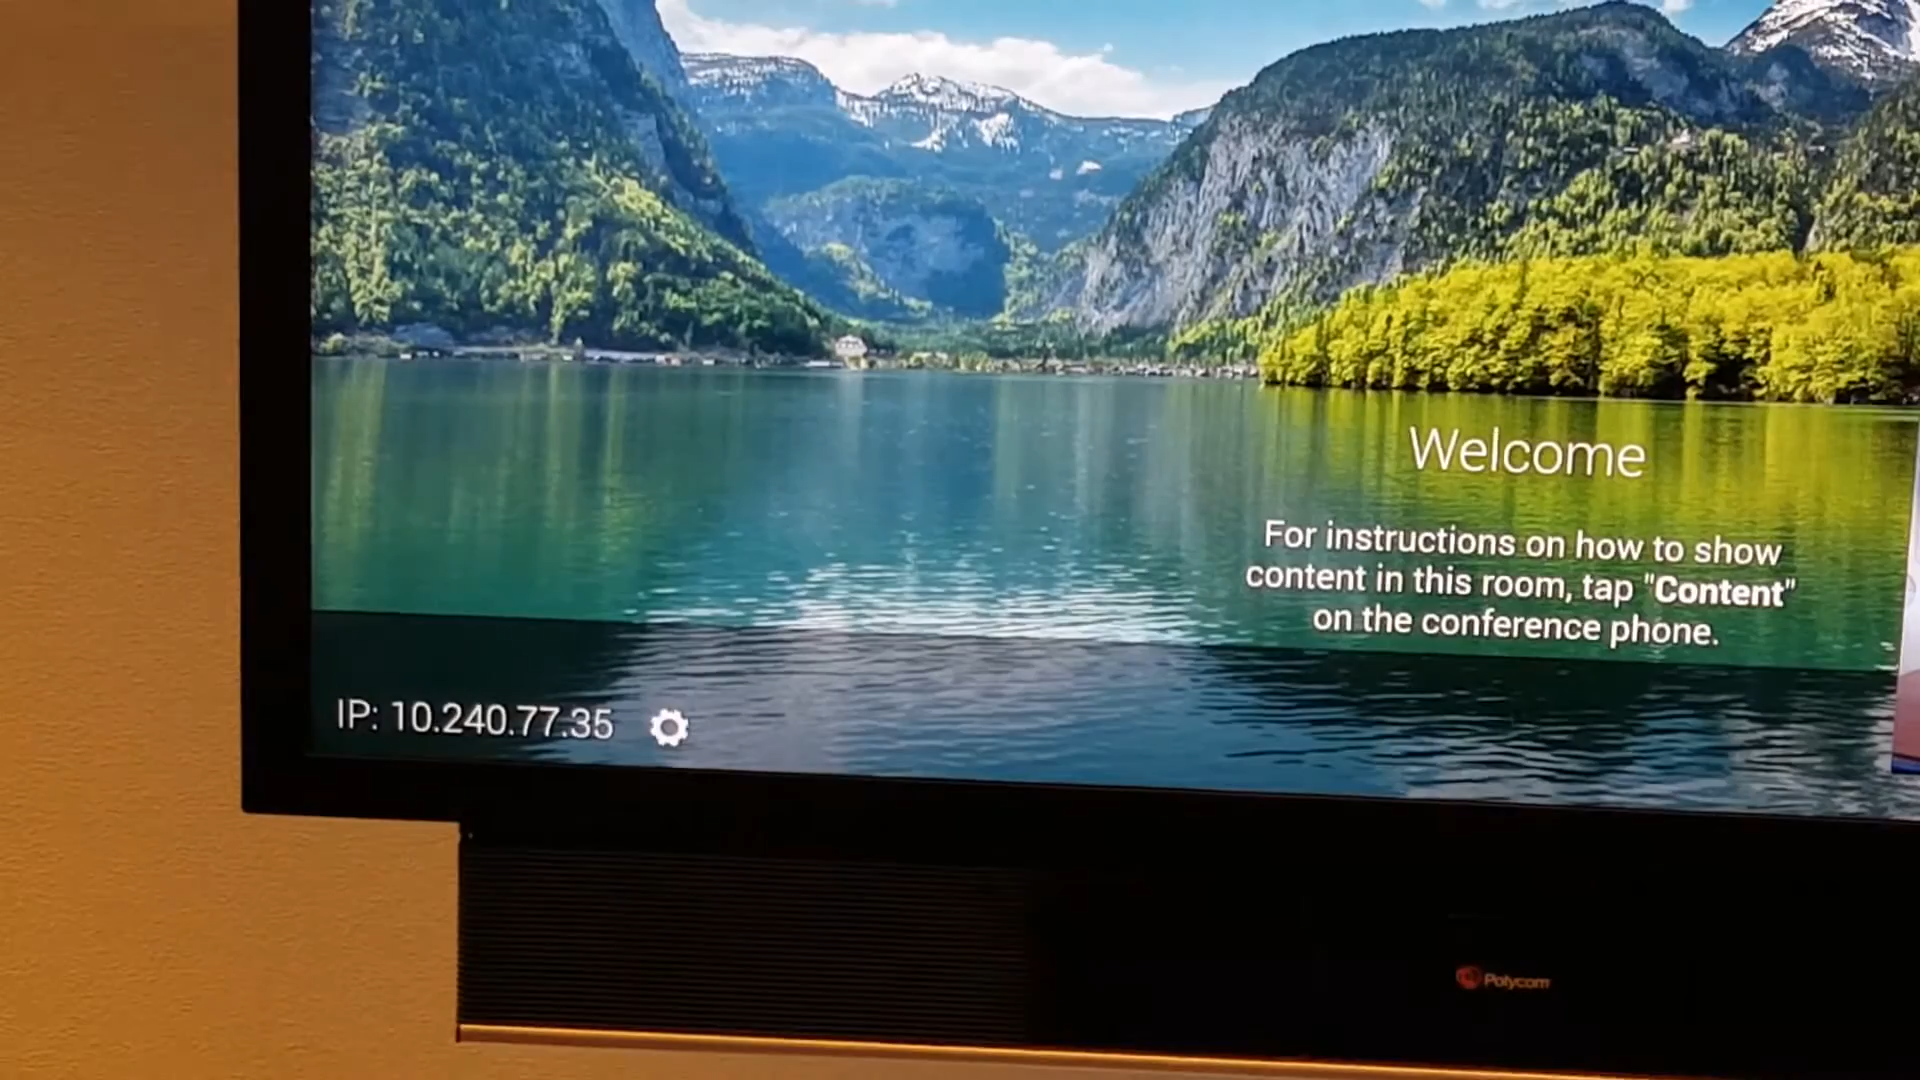 Welcome
For instructions on how to show
content in this room, tap "Content"
on the conference phone.
IP: 10.240.77.35
Polycom